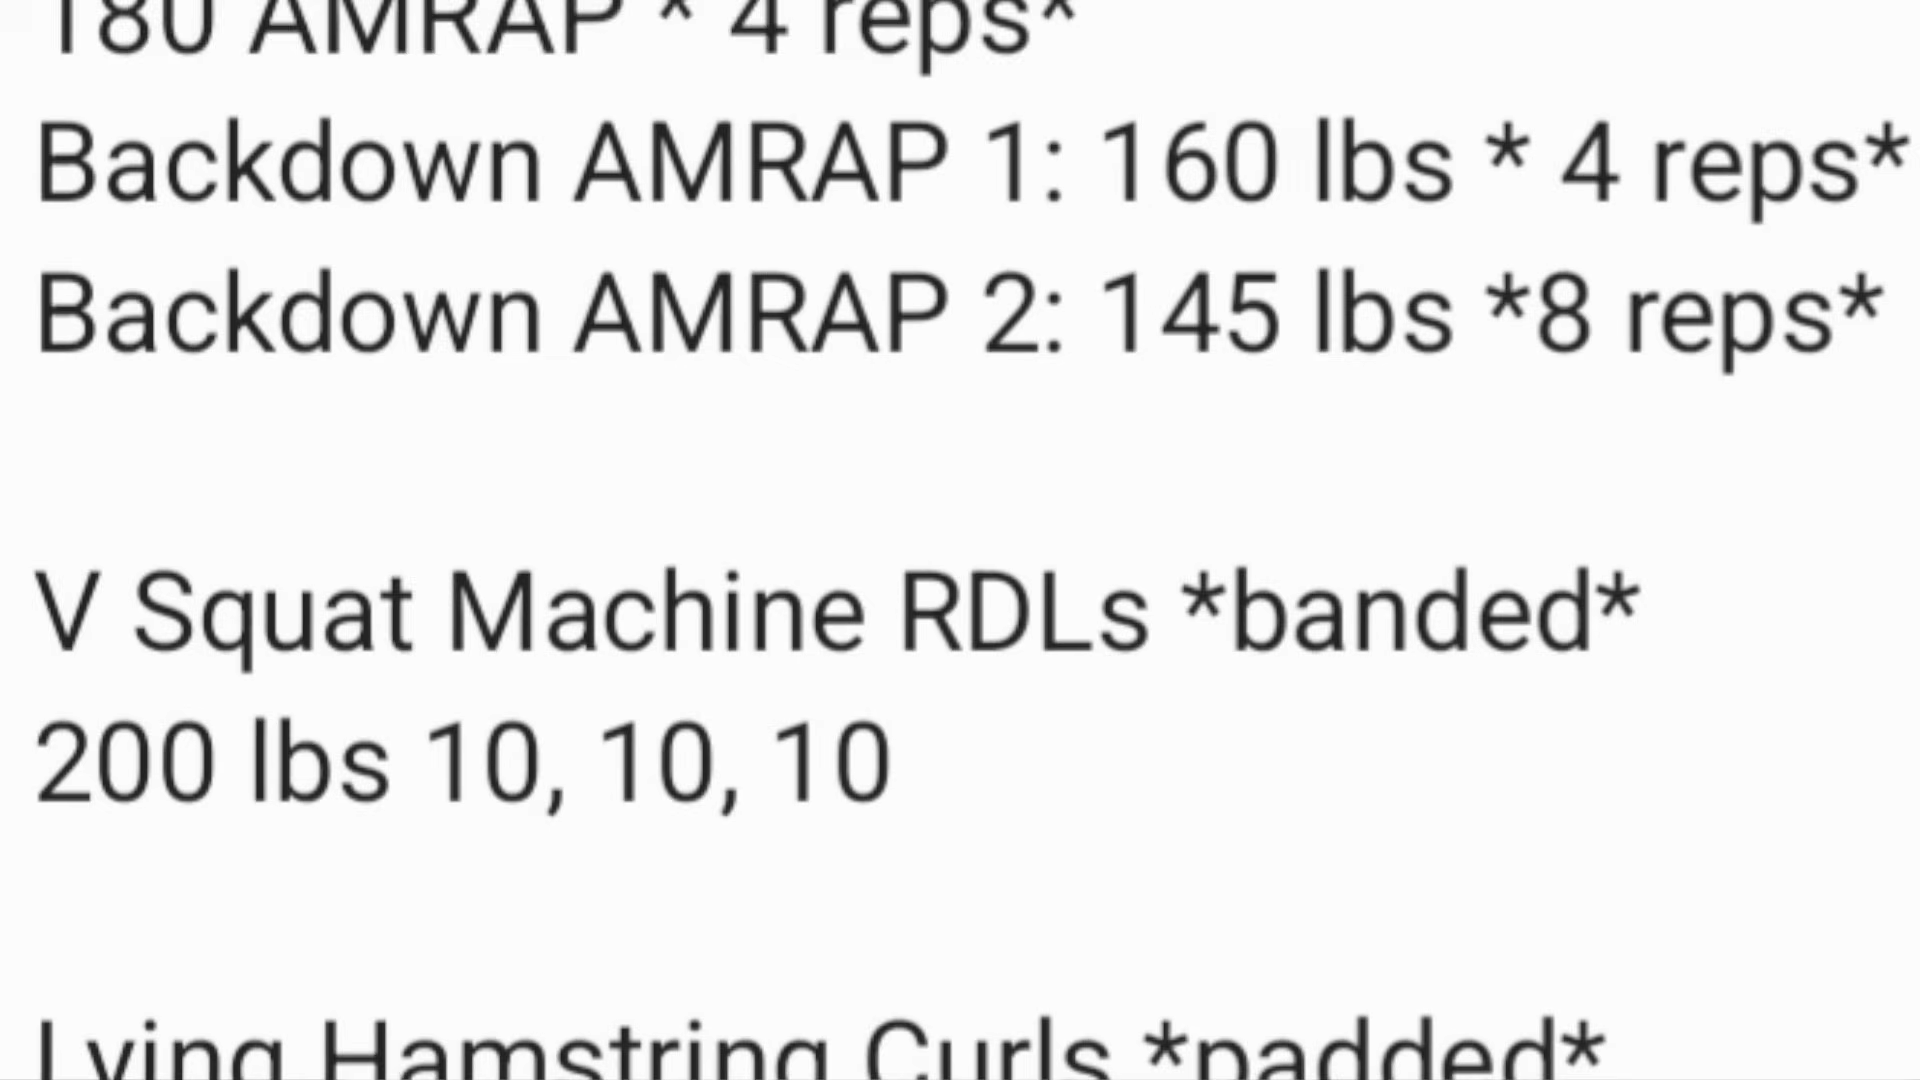 180 AMRAP * 4 reps*
Backdown AMRAP 1: 160 lbs * 4 reps*
Backdown AMRAP 2: 145 lbs *8 reps*
V Squat Machine RDLs *banded*
200 lbs 10, 10, 10
Lying Hamstring Curls *padded*